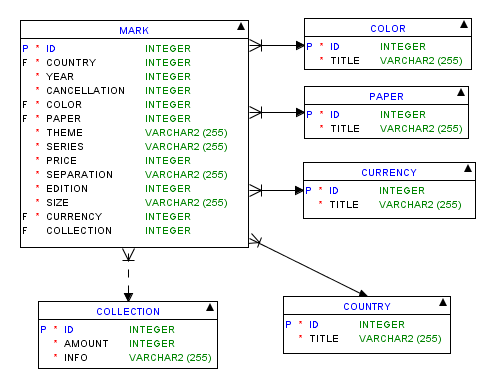 MARK
P * ID INTEGER
F * COUNTRY INTEGER
* YEAR INTEGER
* CANCELLATION INTEGER
F * COLOR INTEGER
F * PAPER INTEGER
* THEME VARCHAR2 (255)
* SERIES VARCHAR2 (255)
* PRICE INTEGER
* SEPARATION VARCHAR2 (255)
* EDITION INTEGER
* SIZE VARCHAR2 (255)
F * CURRENCY INTEGER
F COLLECTION INTEGER
COLOR
P * ID INTEGER
* TITLE VARCHAR2 (255)
PAPER
P * ID INTEGER
* TITLE VARCHAR2 (255)
CURRENCY
P * ID INTEGER
* TITLE VARCHAR2 (255)
COLLECTION
P * ID INTEGER
* AMOUNT INTEGER
* INFO VARCHAR2 (255)
COUNTRY
P * ID INTEGER
* TITLE VARCHAR2 (255)